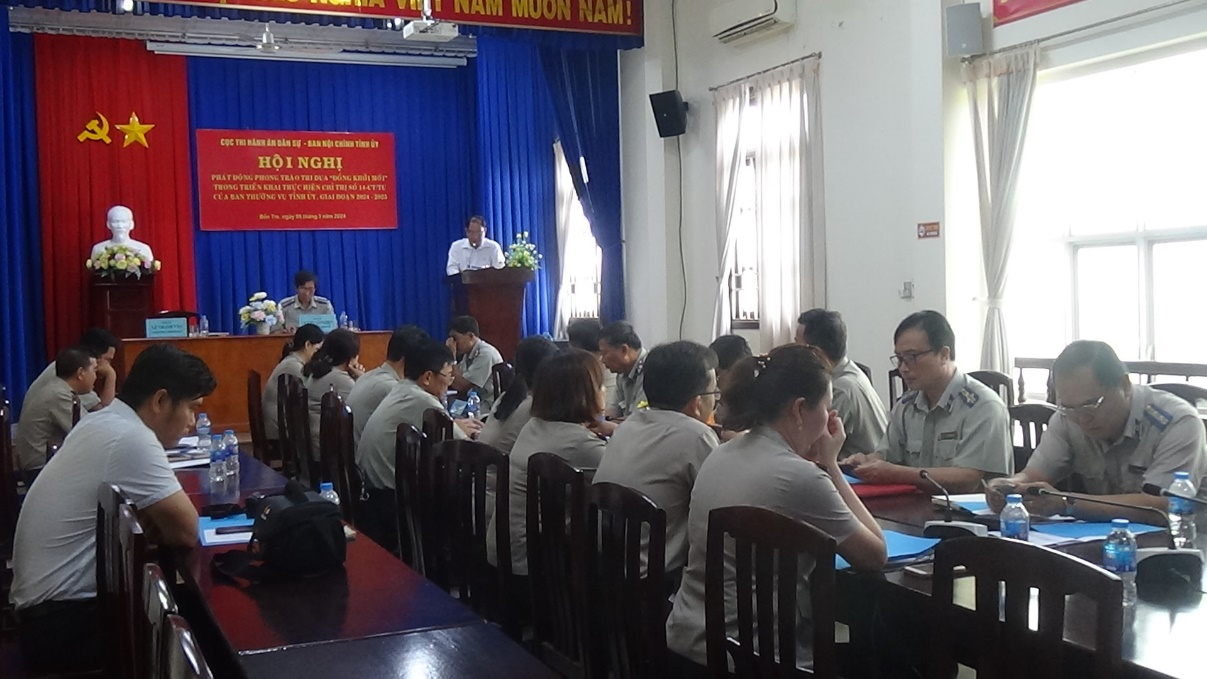 NGHĨA VIỆT NAM MUÔN NĂM!
CỤC THI HÀNH ÁN DÂN SỰ - BAN NỘI CHÍNH TỈNH ỦY
HỘI NGHỊ
PHÁT ĐỘNG PHONG TRÀO THI ĐUA "ĐỒNG KHỞI MỚI"
TRONG TRIỂN KHAI THỰC HIỆN CHỈ THỊ SỐ 14-CT/TU
CỦA BAN THƯỜNG VỤ TỈNH ỦY, GIAI ĐOẠN 2024 - 2025
Bến Tre, ngày 08 tháng 3 năm 2024